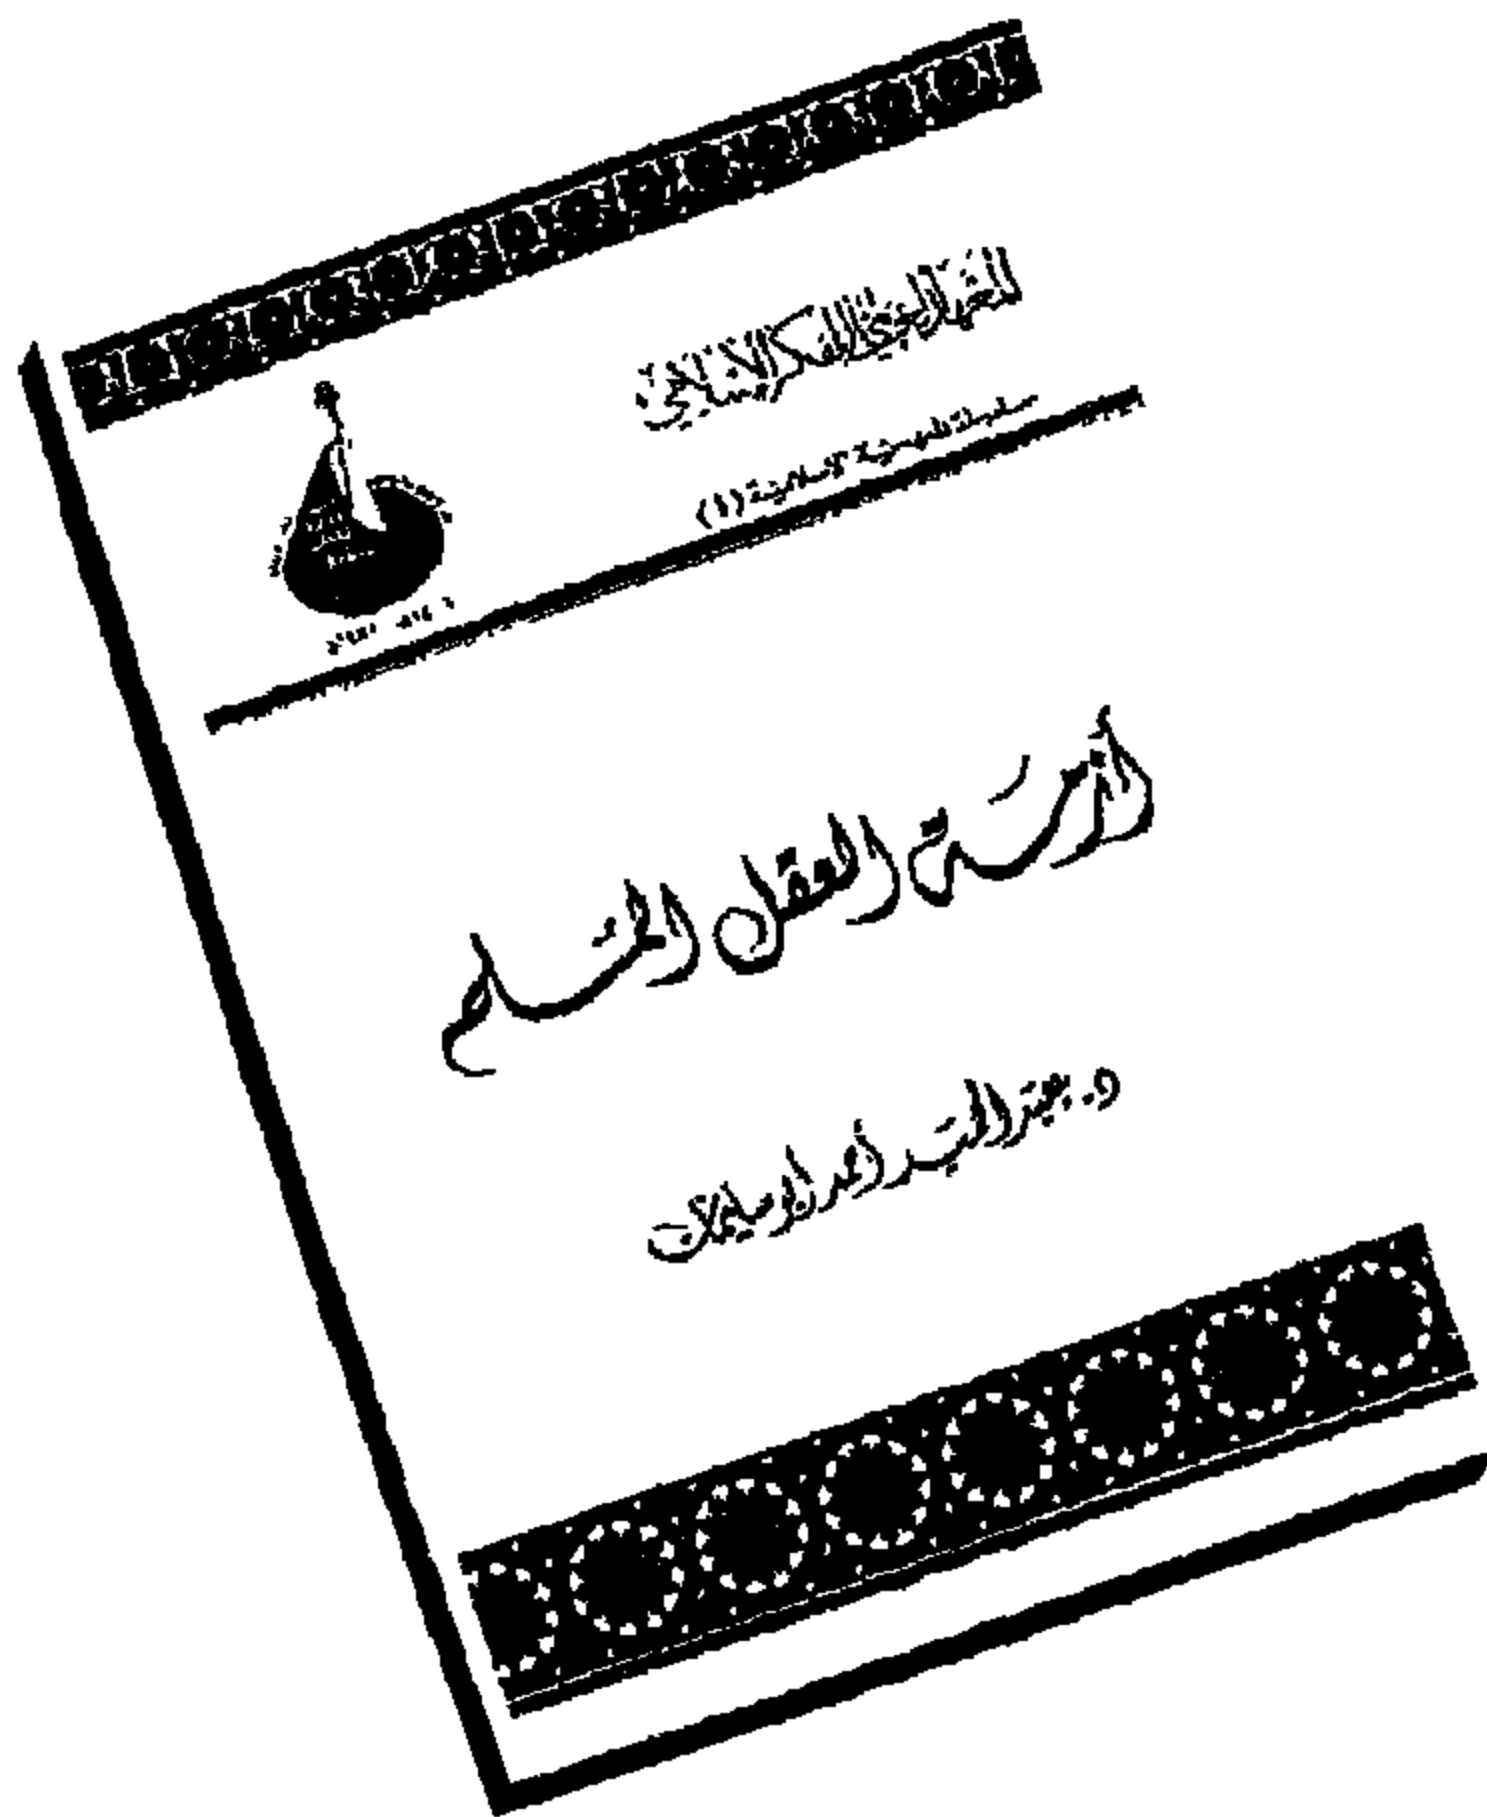 المعهد العالمي للفكر الإسلامي
سلسلة المنهجية الإسلامية (١)
أزمة العقل المسلم
د. عبد الحميد أحمد أبو سليمان